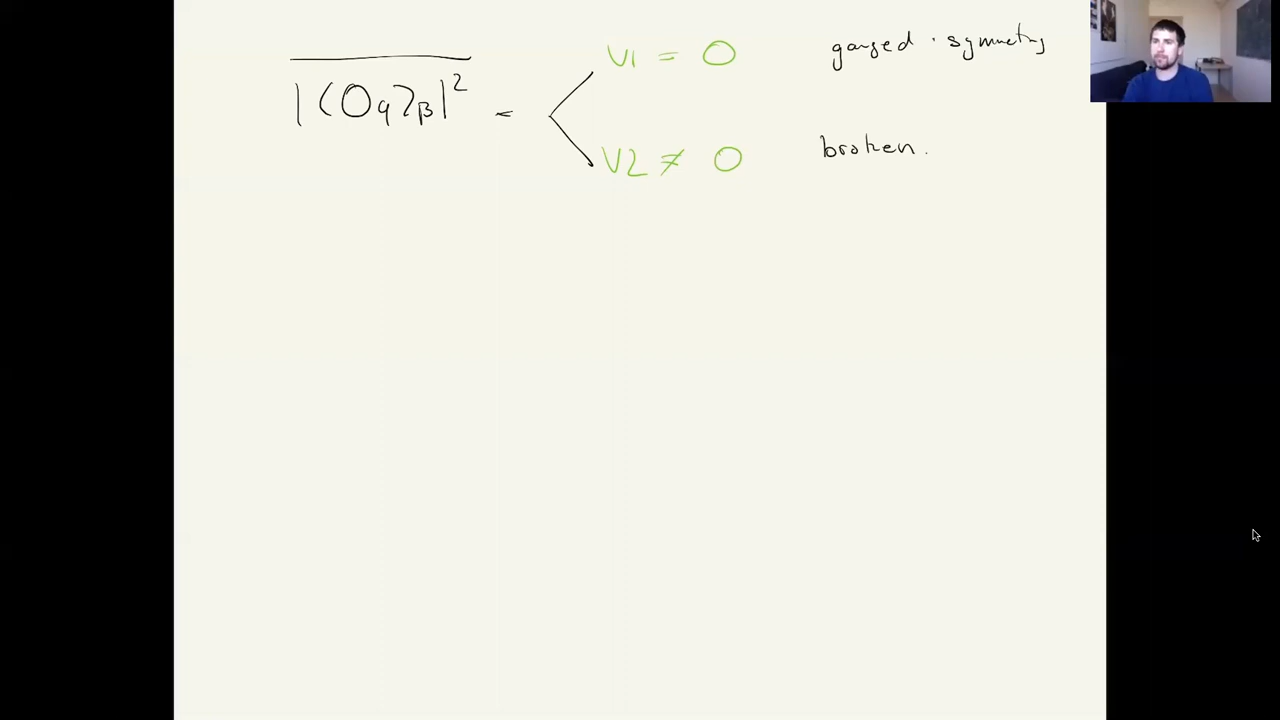 V1 = 0 gauged symmetry
|⟨O_q⟩_β|² =
V2 ≠ 0 broken.